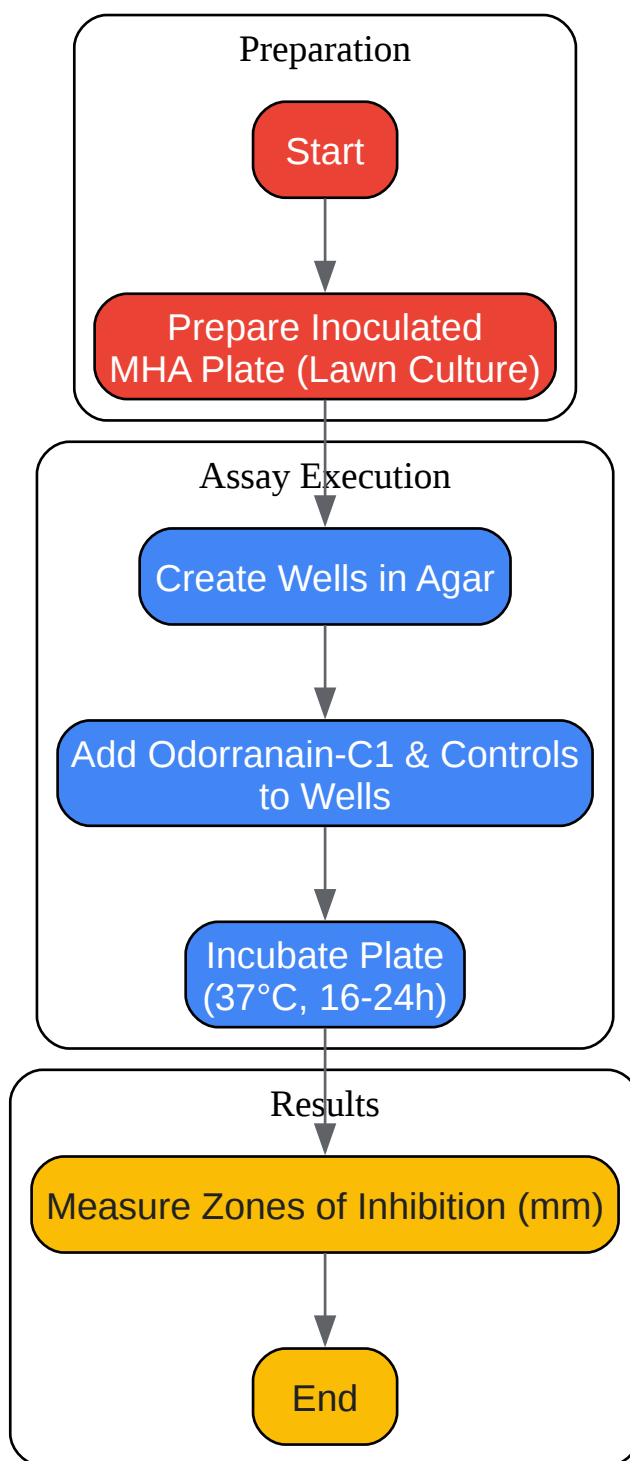 Preparation
Start
Prepare Inoculated
MHA Plate (Lawn Culture)
Assay Execution
Create Wells in Agar
Add Odorranain-C1 & Controls
to Wells
Incubate Plate
(37°C, 16-24h)
Results
Measure Zones of Inhibition (mm)
End